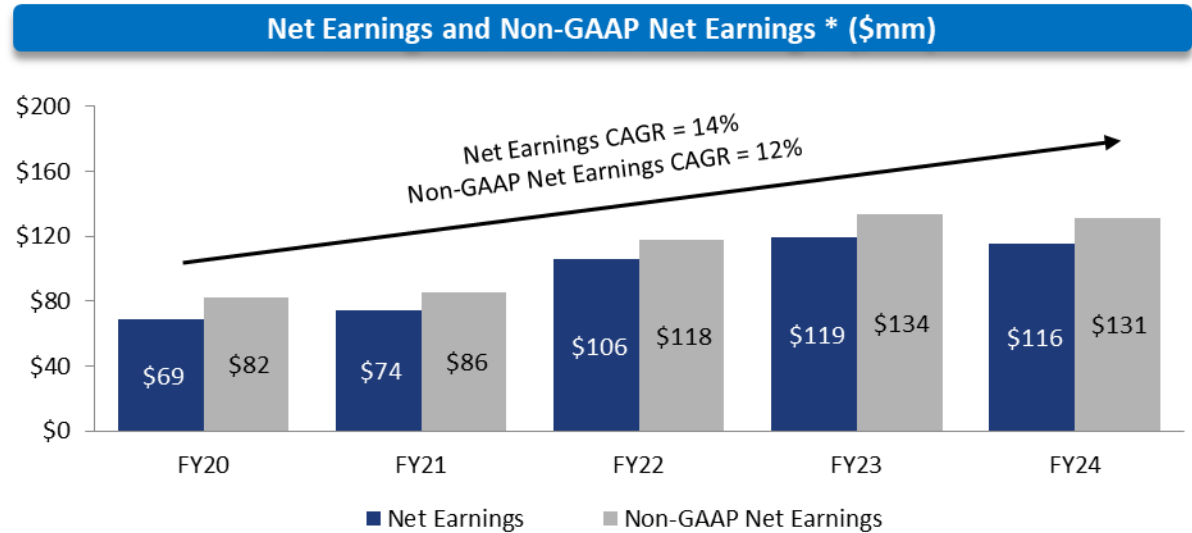 Net Earnings and Non-GAAP Net Earnings * ($mm)
$200
$160
$120
$80
$40
$0
Net Earnings CAGR = 14%
Non-GAAP Net Earnings CAGR = 12%
$69 $82 $74 $86 $106 $118 $119 $134 $116 $131
FY20 FY21 FY22 FY23 FY24
Net Earnings Non-GAAP Net Earnings